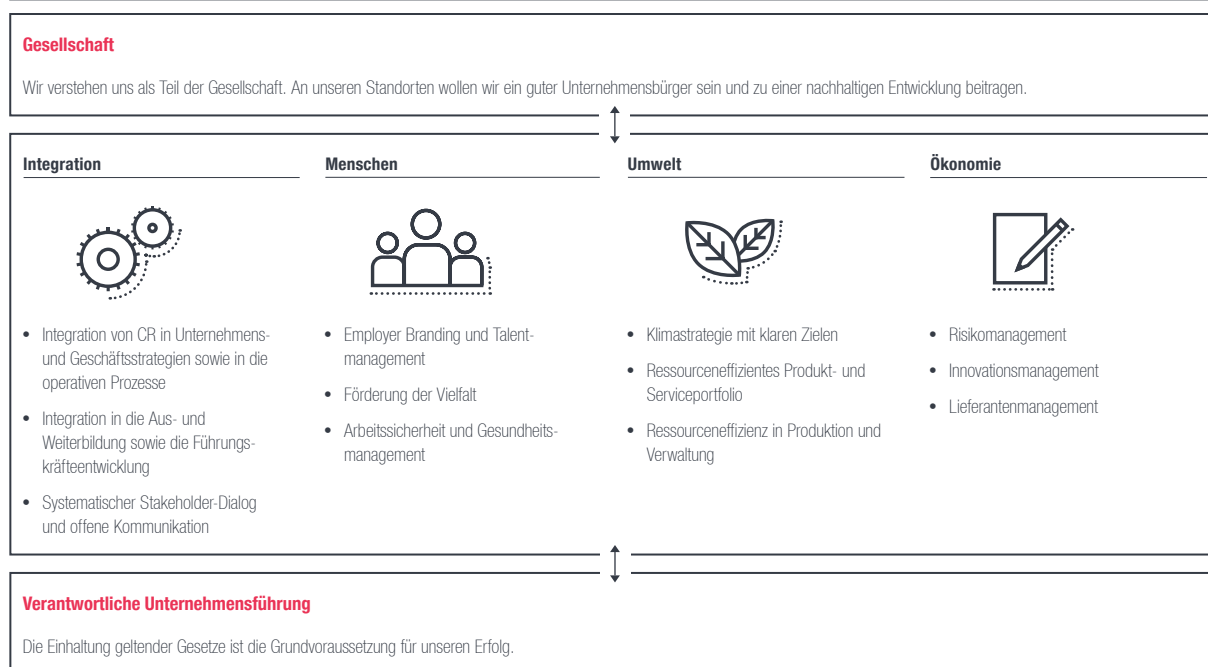 Gesellschaft
Wir verstehen uns als Teil der Gesellschaft. An unseren Standorten wollen wir ein guter Unternehmensbürger sein und zu einer nachhaltigen Entwicklung beitragen.
Integration
• Integration von CR in Unternehmens-
und Geschäftsstrategien sowie in die
operativen Prozesse
• Integration in die Aus- und
Weiterbildung sowie die Führungs-
kräfteentwicklung
• Systematischer Stakeholder-Dialog
und offene Kommunikation
Menschen
• Employer Branding und Talent-
management
• Förderung der Vielfalt
• Arbeitssicherheit und Gesundheits-
management
Umwelt
• Klimastrategie mit klaren Zielen
• Ressourceneffizientes Produkt- und
Serviceportfolio
• Ressourceneffizienz in Produktion und
Verwaltung
Ökonomie
• Risikomanagement
• Innovationsmanagement
• Lieferantenmanagement
Verantwortliche Unternehmensführung
Die Einhaltung geltender Gesetze ist die Grundvoraussetzung für unseren Erfolg.